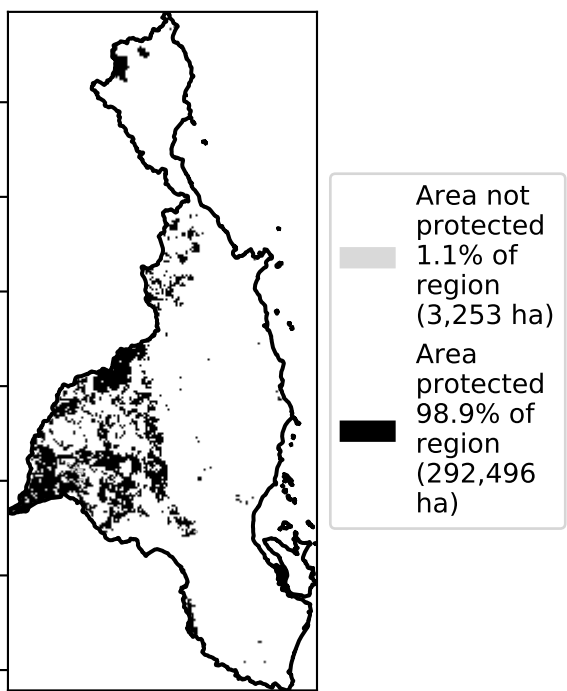 Area not
protected
1.1% of
region
(3,253 ha)
Area
protected
98.9% of
region
(292,496
ha)